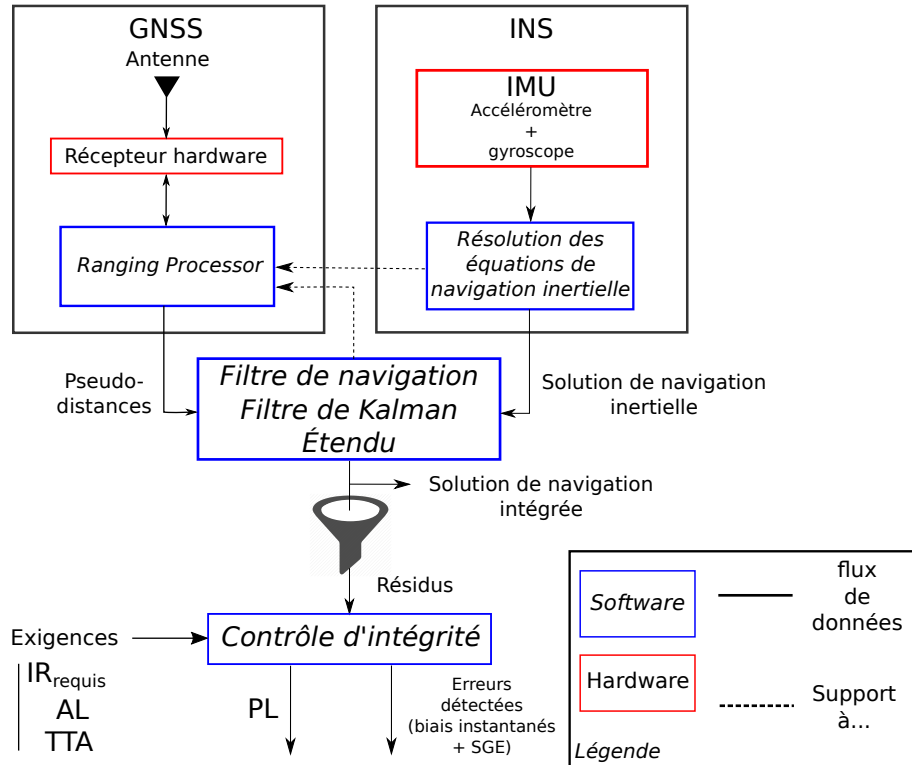 GNSS
Antenne
Récepteur hardware
Ranging Processor
INS
IMU
Accéléromètre
+
gyroscope
Résolution des
équations de
navigation inertielle
Pseudo-
distances
Filtre de navigation
Filtre de Kalman
Étendu
Solution de navigation
inertielle
Solution de navigation
intégrée
Résidus
Exigences
IRrequis
AL
TTA
Contrôle d'intégrité
PL
Erreurs
détectées
(biais instantanés
+ SGE)
Software
flux
de
données
Hardware
Support
à...
Légende